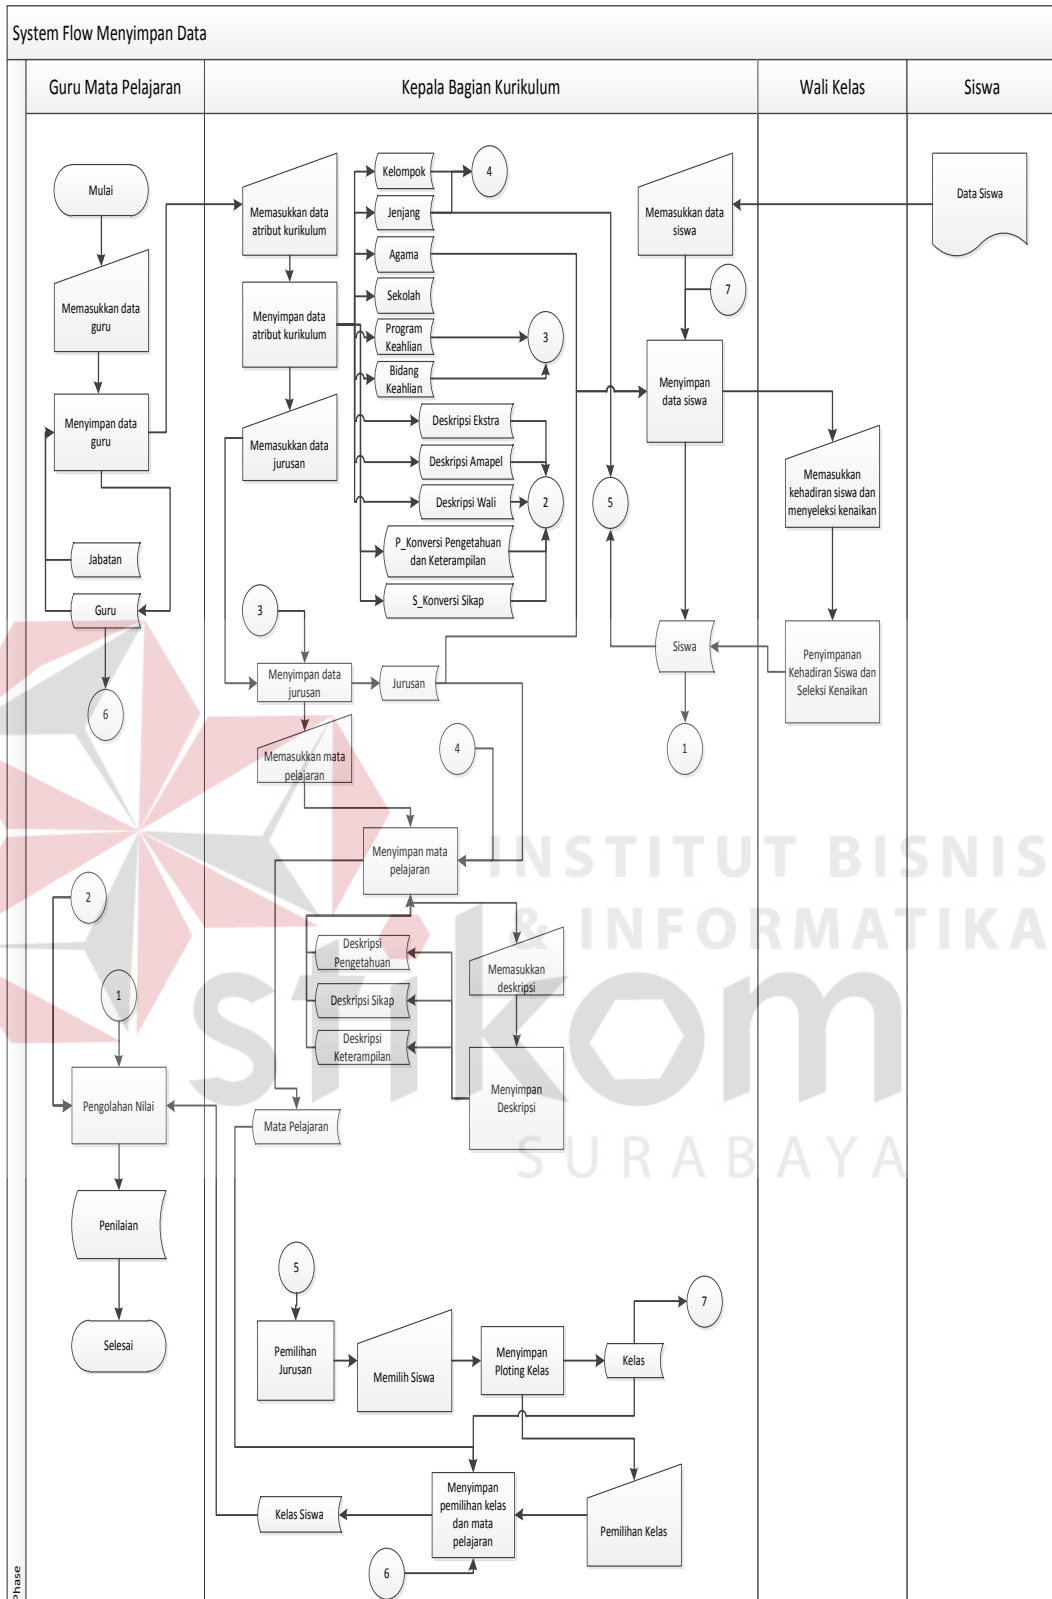 System Flow Menyimpan Data
Guru Mata Pelajaran
Kepala Bagian Kurikulum
Wali Kelas
Siswa
Phase
Mulai
Memasukkan data
guru
Menyimpan data
guru
Jabatan
Guru
6
2
1
Pengolahan Nilai
Penilaian
Selesai
Memasukkan data
atribut kurikulum
Menyimpan data
atribut kurikulum
Memasukkan data
jurusan
Kelompok
4
Jenjang
Agama
Sekolah
Program
Keahlian
3
Bidang
Keahlian
Deskripsi Ekstra
Deskripsi Amapel
Deskripsi Wali
2
P_Konversi Pengetahuan
dan Keterampilan
S_Konversi Sikap
3
Menyimpan data
jurusan
Jurusan
Memasukkan mata
pelajaran
4
Menyimpan mata
pelajaran
Deskripsi
Pengetahuan
Deskripsi Sikap
Deskripsi
Keterampilan
Memasukkan
deskripsi
Menyimpan
Deskripsi
Mata Pelajaran
Memasukkan data
siswa
7
Menyimpan
data siswa
5
Siswa
1
Memasukkan
kehadiran siswa dan
menyeleksi kenaikan
Penyimpanan
Kehadiran Siswa dan
Seleksi Kenaikan
Data Siswa
5
Pemilihan
Jurusan
Memilih Siswa
Menyimpan
Ploting Kelas
Kelas
7
Kelas Siswa
Menyimpan
pemilihan kelas
dan mata
pelajaran
Pemilihan Kelas
6
INSTITUT BISNIS
& INFORMATIKA
stikom
SURABAYA